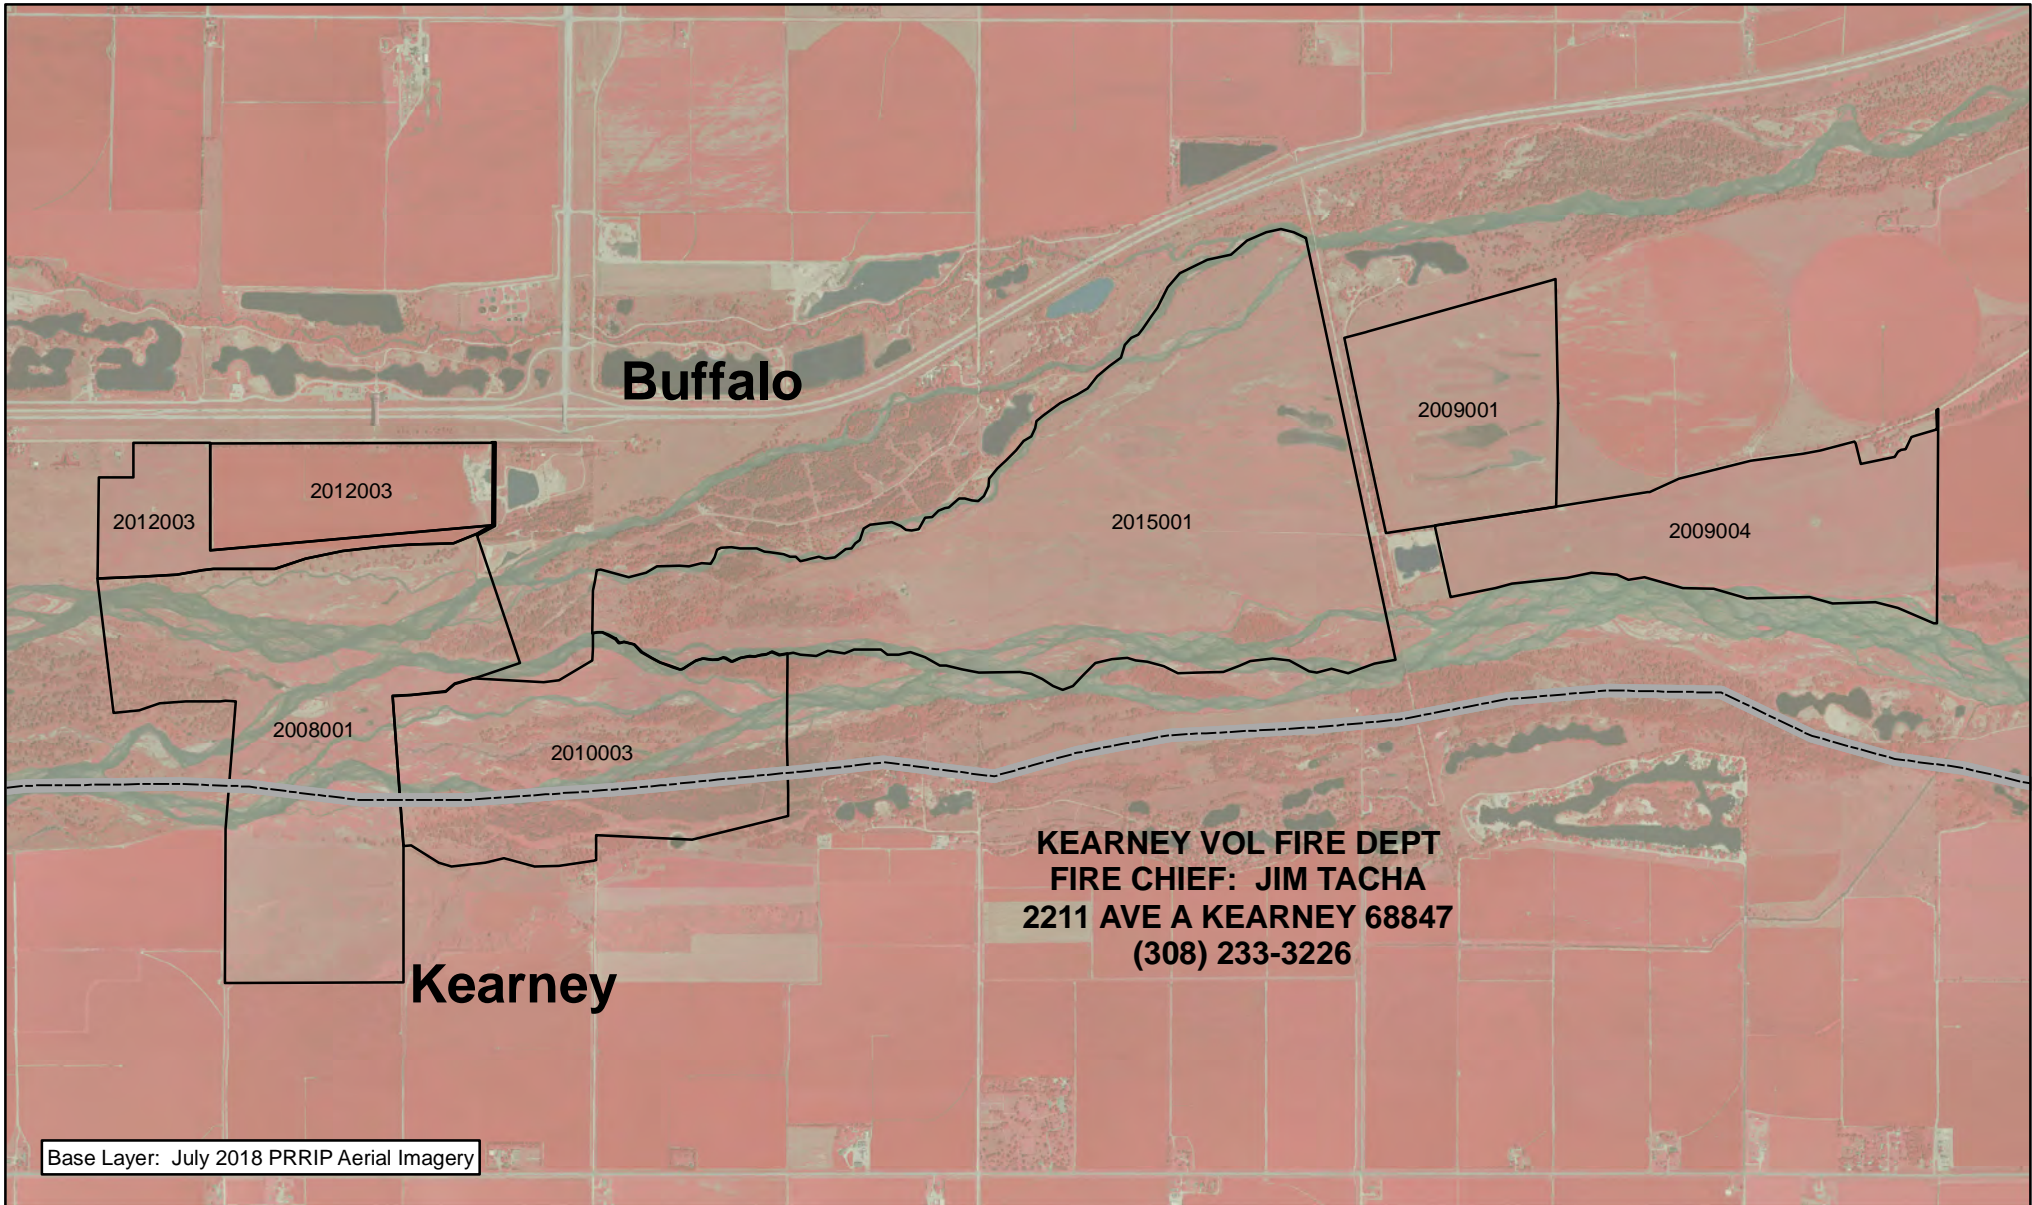 Buffalo
2009001
2012003
2012003
2015001
2009004
2008001
2010003
KEARNEY VOL FIRE DEPT
FIRE CHIEF: JIM TACHA
2211 AVE A KEARNEY 68847
(308) 233-3226
Kearney
Base Layer: July 2018 PRRIP Aerial Imagery